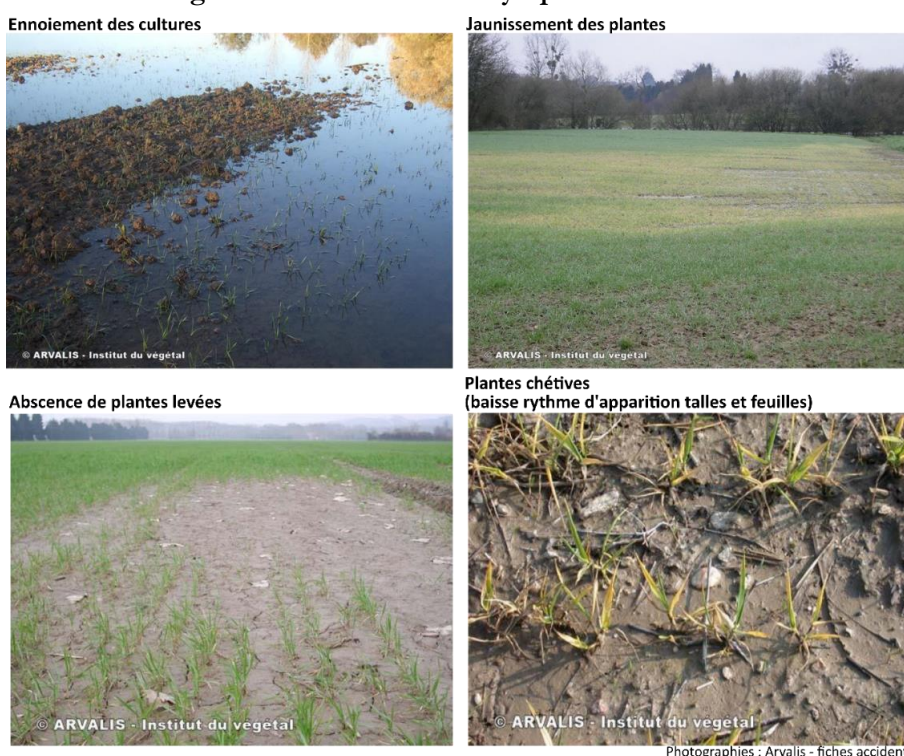 Ennoiement des cultures
Jaunissement des plantes
© ARVALIS - Institut du végétal
ARVALIS - Institut du végétal
Abscence de plantes levées
Plantes chétives
(baisse rythme d'apparition talles et feuilles)
© ARVALIS - Institut du végétal
© ARVALIS - Institut du végétal
Photographies : Arvalis - fiches accident